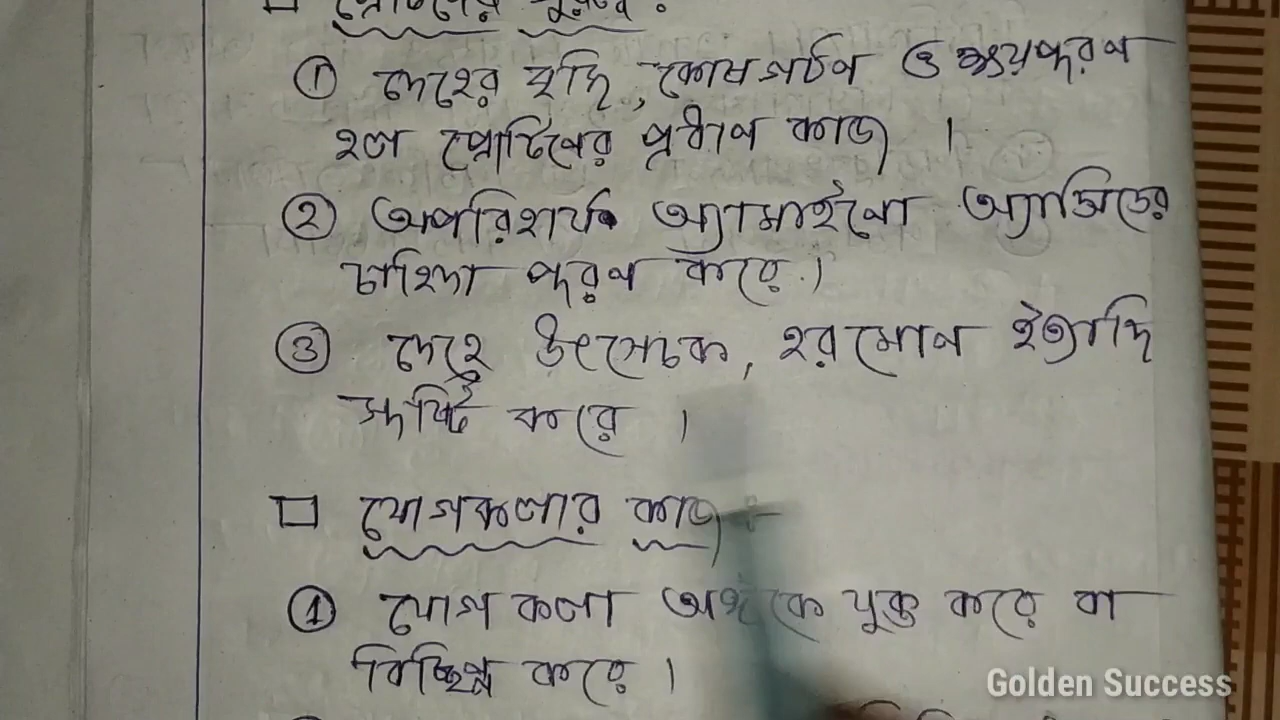 প্রোটিনের গুরুত্ব :
① দেহের বৃদ্ধি, কোষগঠন ও ক্ষয়পূরণ
হল প্রোটিনের প্রধান কাজ ।
② অপরিহার্য অ্যামাইনো অ্যাসিডের
চাহিদা পূরণ করে ।
③ দেহে উৎসেচক, হরমোন ইত্যাদি
সৃষ্টি করে ।
যোগকলার কাজ :-
① যোগ কলা অঙ্গকে যুক্ত করে বা
বিচ্ছিন্ন করে ।
Golden Success